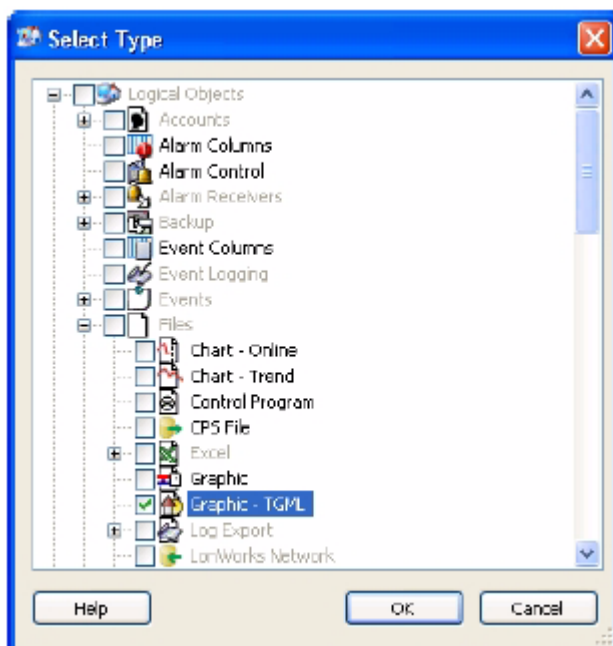 Select Type
Logical Objects
Accounts
Alarm Columns
Alarm Control
Alarm Receivers
Backup
Event Columns
Event Logging
Events
Files
Chart - Online
Chart - Trend
Control Program
CPS File
Excel
Graphic
Graphic - TGML
Log Export
LonWorks Network
Help OK Cancel